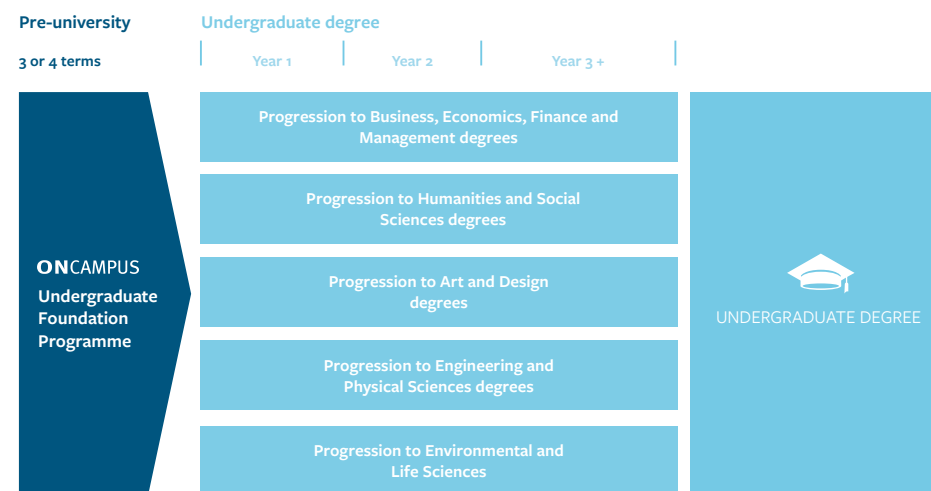 Pre-university
Undergraduate degree
3 or 4 terms
Year 1
Year 2
Year 3 +
ONCAMPUS
Undergraduate
Foundation
Programme
Progression to Business, Economics, Finance and
Management degrees
Progression to Humanities and Social
Sciences degrees
Progression to Art and Design
degrees
Progression to Engineering and
Physical Sciences degrees
Progression to Environmental and
Life Sciences
UNDERGRADUATE DEGREE